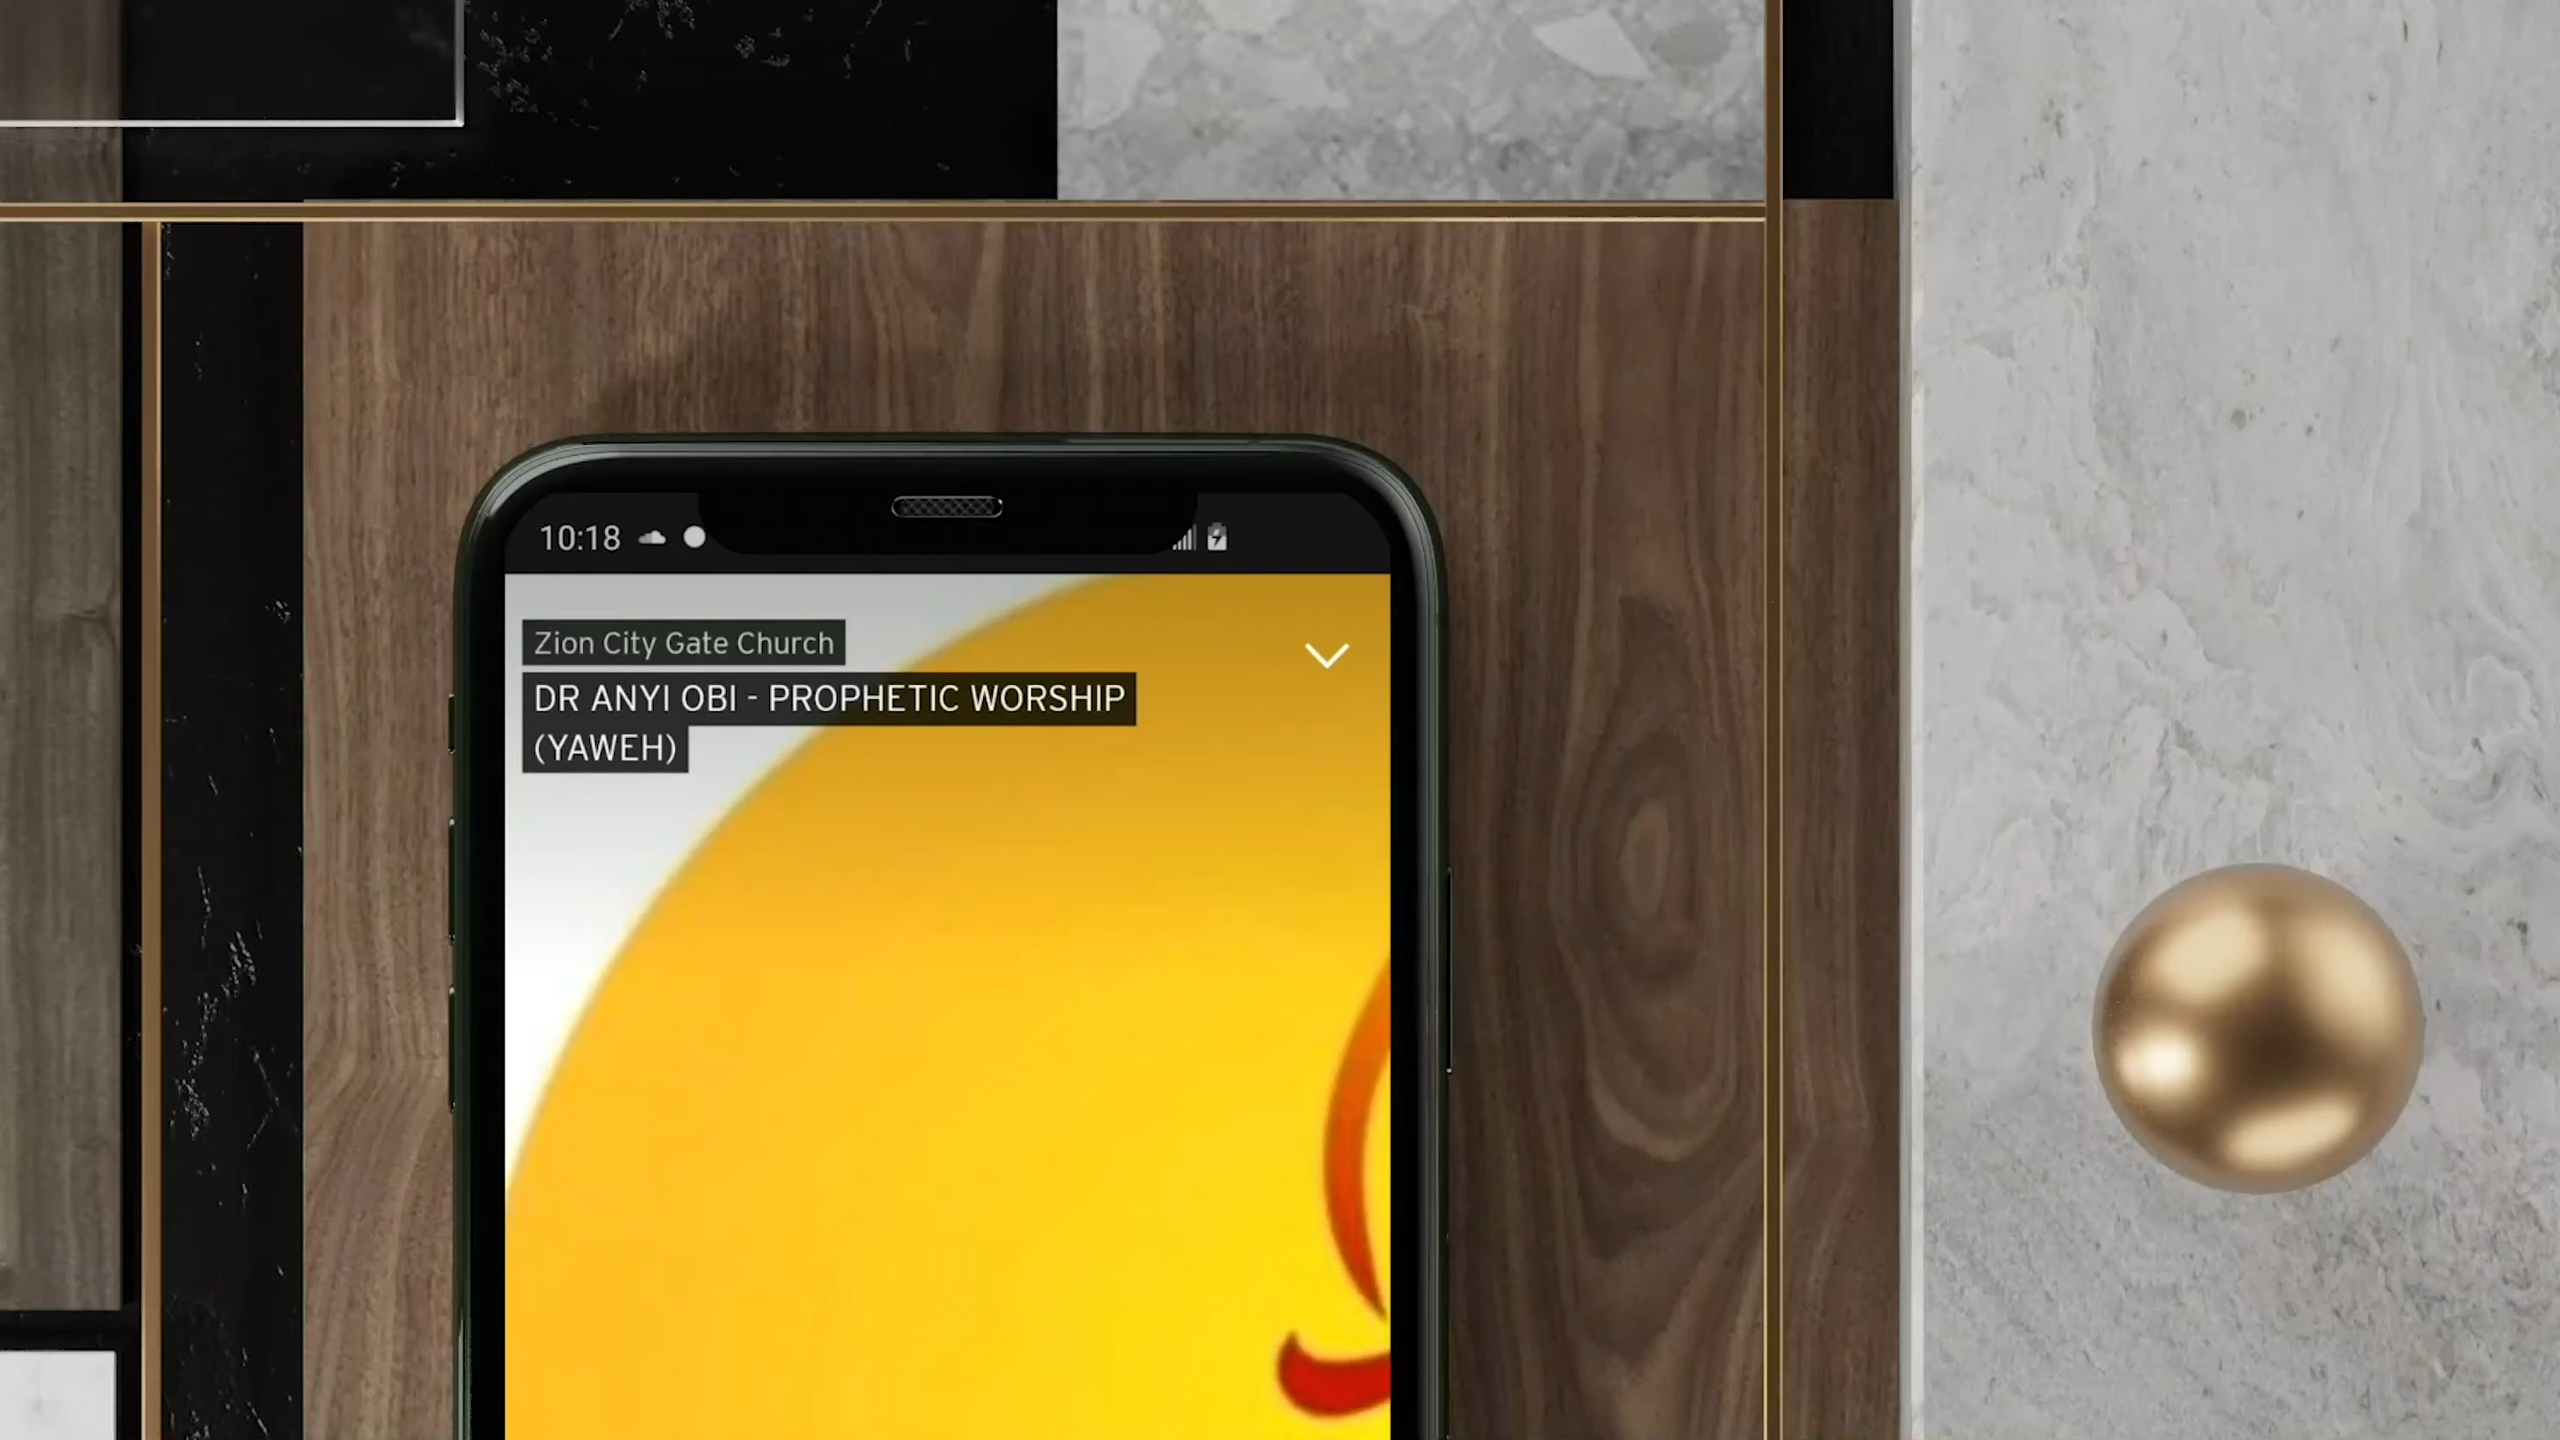 10:18
Zion City Gate Church
DR ANYI OBI - PROPHETIC WORSHIP
(YAWEH)